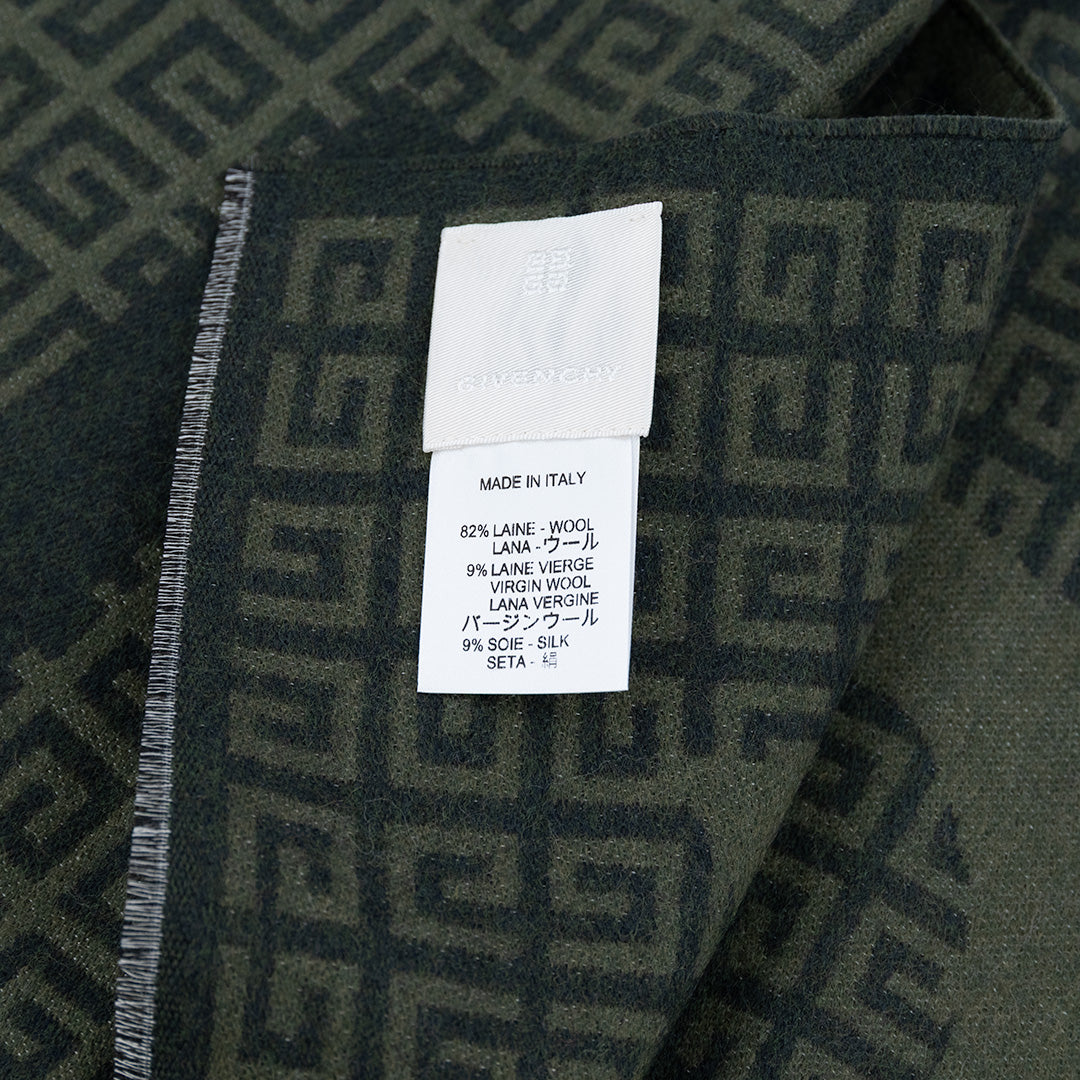 GIVENCHY
MADE IN ITALY
82% LAINE - WOOL
LANA - ウール
9% LAINE VIERGE
VIRGIN WOOL
LANA VERGINE
バージンウール
9% SOIE - SILK
SETA - 絹